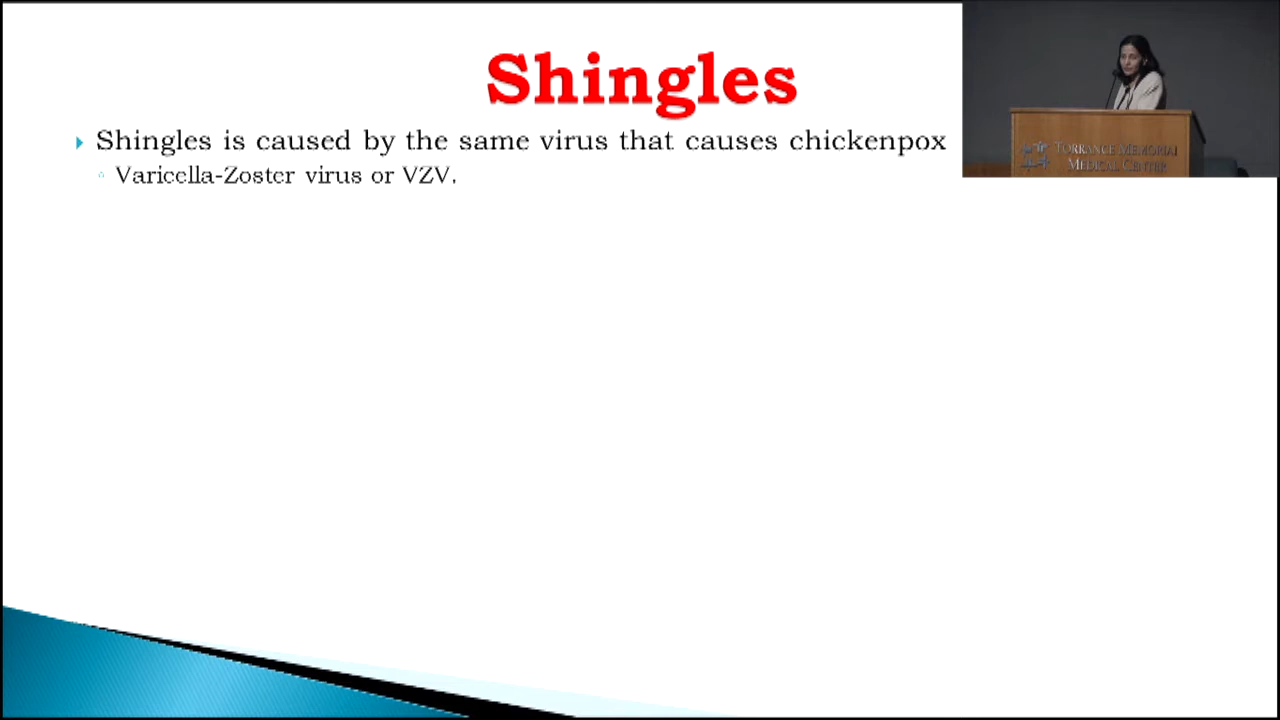 Shingles
Shingles is caused by the same virus that causes chickenpox
Varicella-Zoster virus or VZV.
TORRANCE MEMORIAL
MEDICAL CENTER